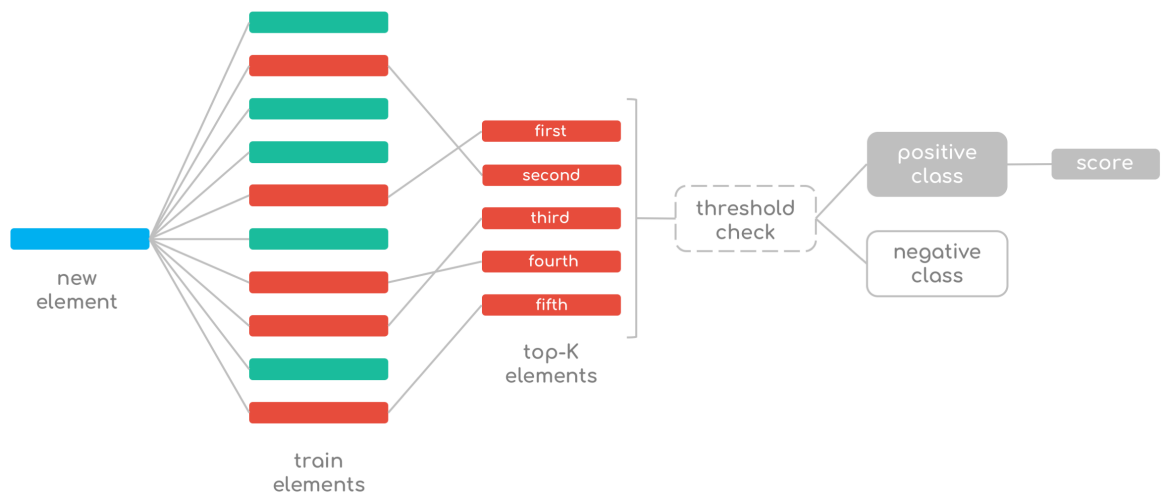 new
element
train
elements
first
second
third
fourth
fifth
top-K
elements
threshold
check
positive
class
negative
class
score